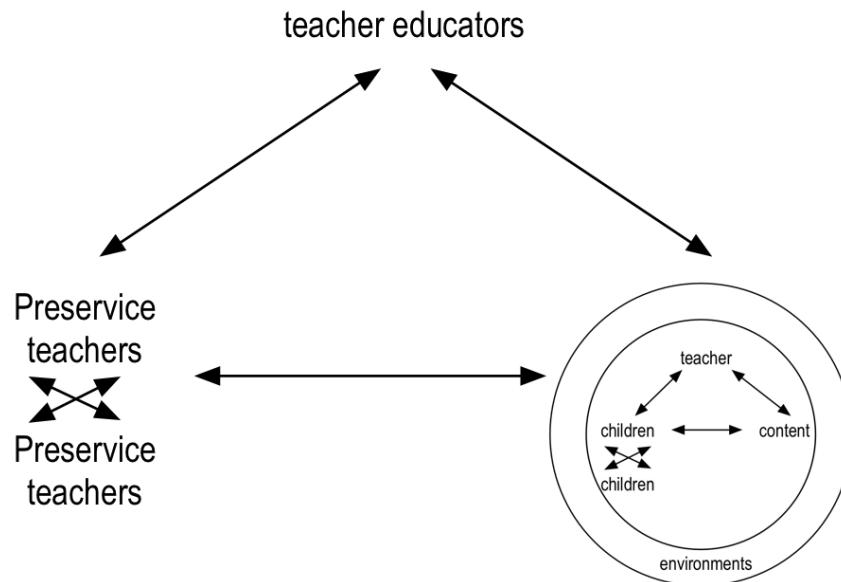 teacher educators
Preservice
teachers
Preservice
teachers
teacher
children
content
children
environments